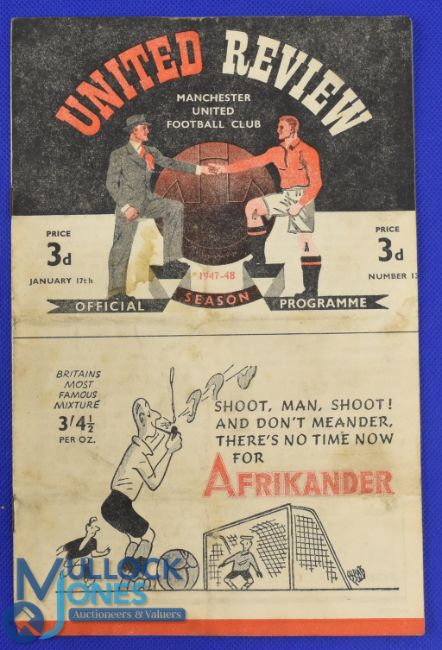 UNITED REVIEW
MANCHESTER
UNITED
FOOTBALL CLUB
PRICE
3d
JANUARY 17th
PRICE
3d
NUMBER 13
1947-48
OFFICIAL SEASON PROGRAMME
BRITAINS
MOST
FAMOUS
MIXTURE
3/4½
PER OZ.
SHOOT, MAN, SHOOT!
AND DON'T MEANDER,
THERE'S NO TIME NOW
FOR
AFRIKANDER
MULLOCK
JONES
Auctioneers & Valuers